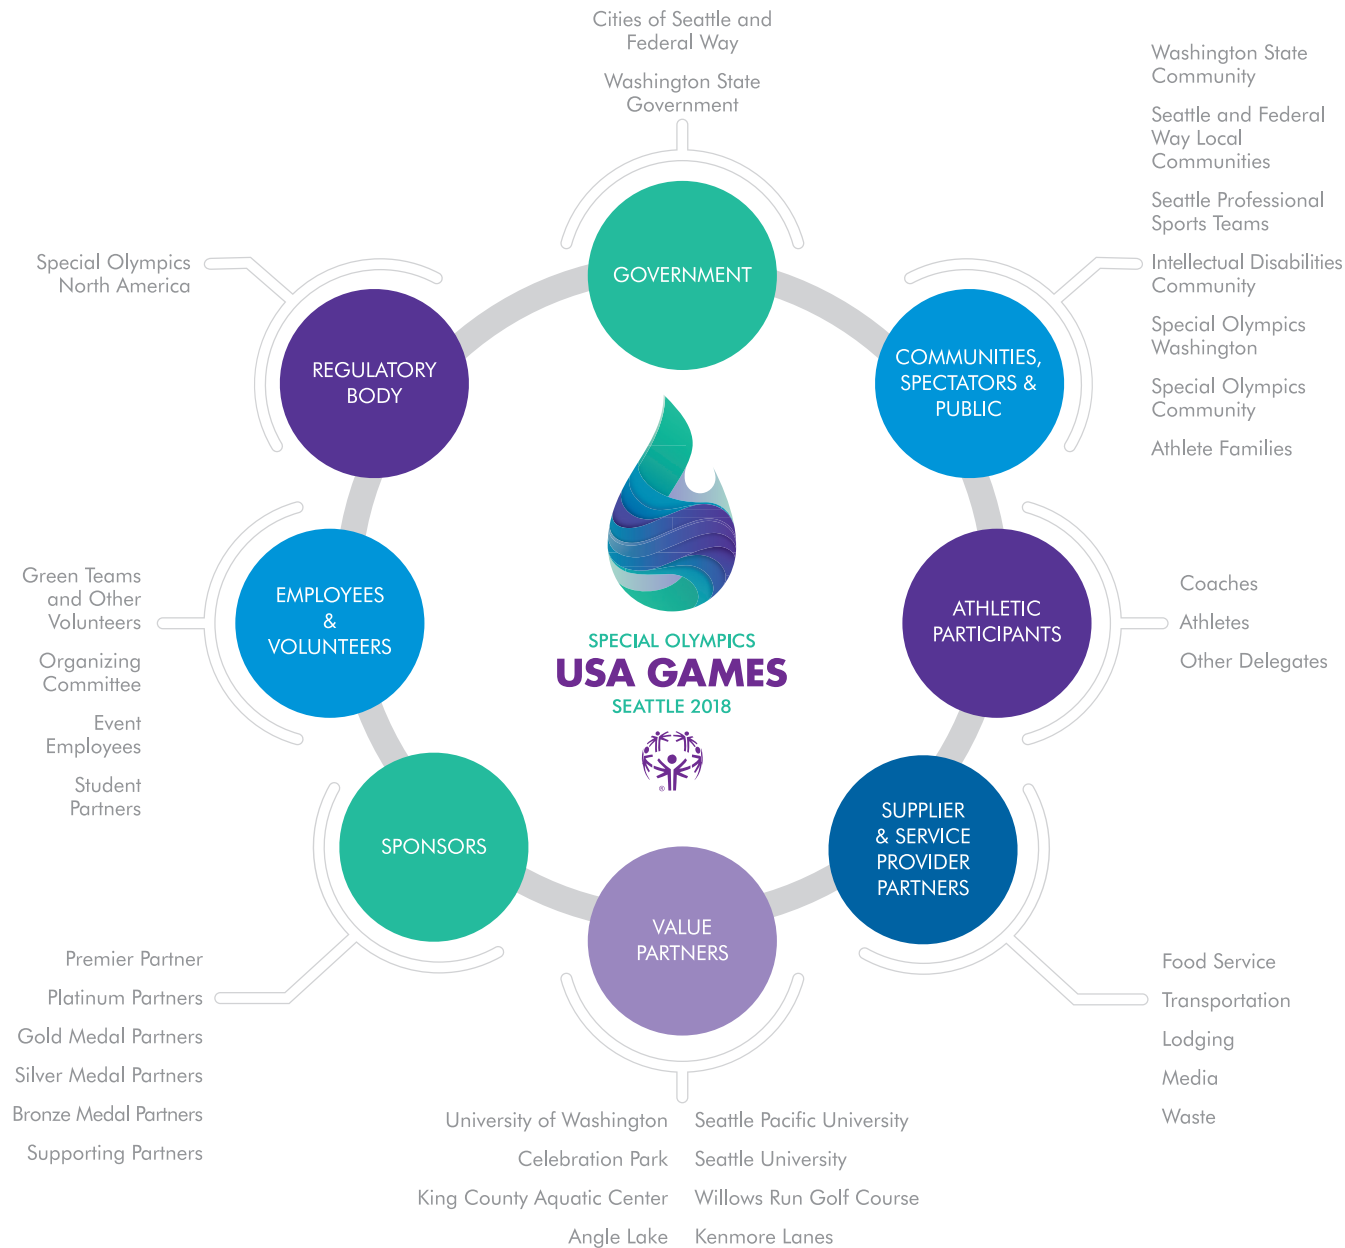 Cities of Seattle and
Federal Way
Washington State
Government
GOVERNMENT
Washington State
Community
Seattle and Federal
Way Local
Communities
Seattle Professional
Sports Teams
Intellectual Disabilities
Community
Special Olympics
Washington
Special Olympics
Community
Athlete Families
COMMUNITIES,
SPECTATORS &
PUBLIC
Coaches
Athletes
Other Delegates
ATHLETIC
PARTICIPANTS
SUPPLIER
& SERVICE
PROVIDER
PARTNERS
Food Service
Transportation
Lodging
Media
Waste
VALUE
PARTNERS
University of Washington
Celebration Park
King County Aquatic Center
Angle Lake
Seattle Pacific University
Seattle University
Willows Run Golf Course
Kenmore Lanes
SPONSORS
Premier Partner
Platinum Partners
Gold Medal Partners
Silver Medal Partners
Bronze Medal Partners
Supporting Partners
EMPLOYEES
&
VOLUNTEERS
Green Teams
and Other
Volunteers
Organizing
Committee
Event
Employees
Student
Partners
REGULATORY
BODY
Special Olympics
North America
SPECIAL OLYMPICS
USA GAMES
SEATTLE 2018
®